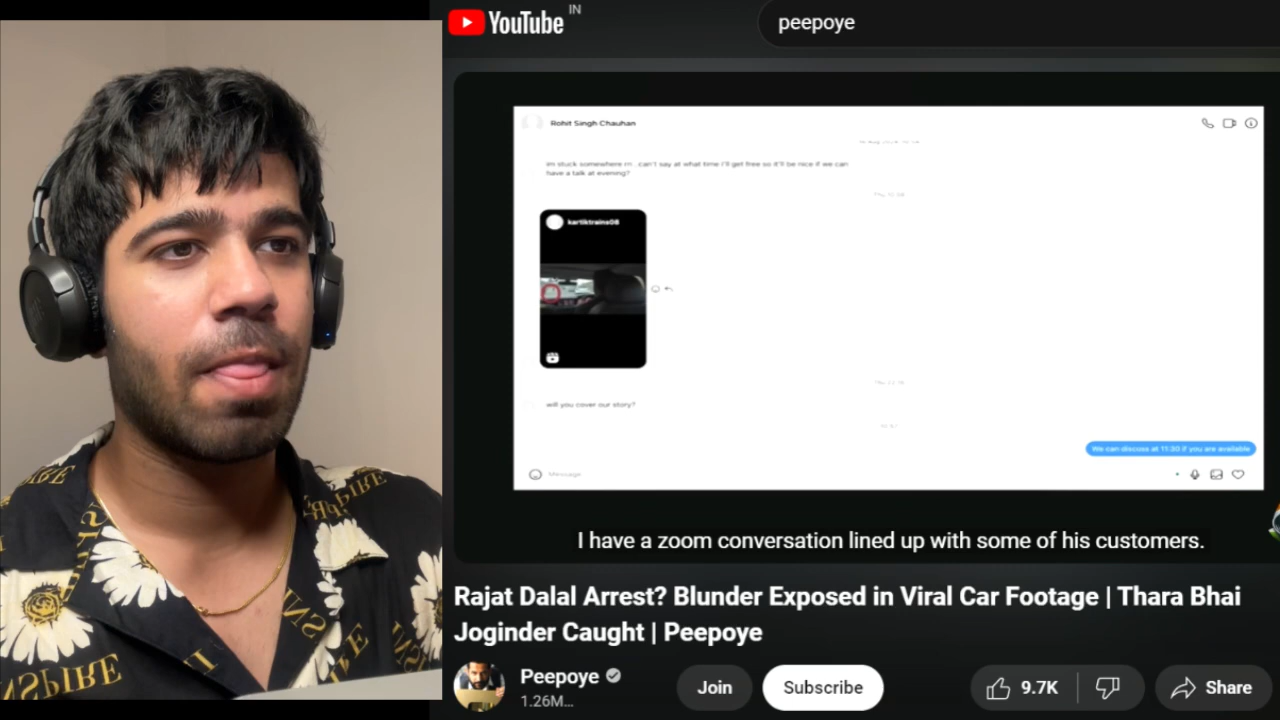 YouTube IN
peepoye
Rohit Singh Chauhan
im stuck somewhere rn.. can't say at what time i'll get free so it'll be nice if we can
have a talk at evening?
kartiktrains08
will you cover our story?
We can discuss at 11:30 if you are available
Message
I have a zoom conversation lined up with some of his customers.
Rajat Dalal Arrest? Blunder Exposed in Viral Car Footage | Thara Bhai
Joginder Caught | Peepoye
Peepoye
1.26M...
Join
Subscribe
9.7K
Share
INSPIRE